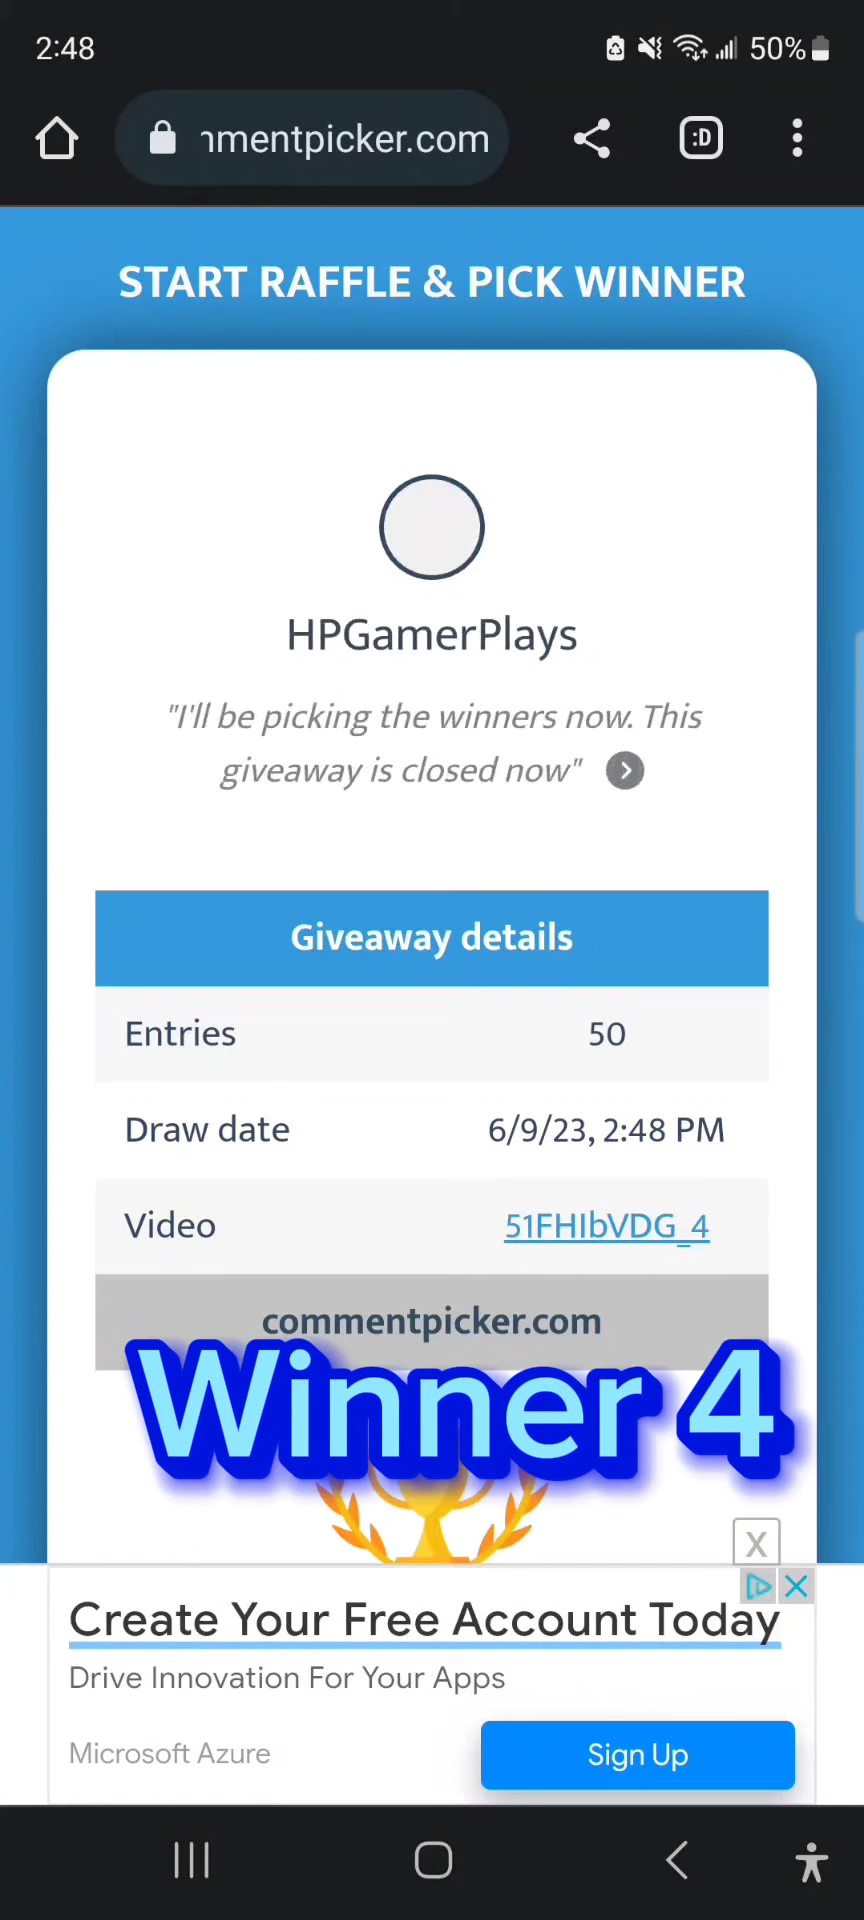 2:48
50%
nmentpicker.com
:D
START RAFFLE & PICK WINNER
HPGamerPlays
"I'll be picking the winners now. This
giveaway is closed now"
Giveaway details
Entries 50
Draw date 6/9/23, 2:48 PM
Video 51FHIbVDG_4
commentpicker.com
Winner 4
X
Create Your Free Account Today
Drive Innovation For Your Apps
Microsoft Azure
Sign Up